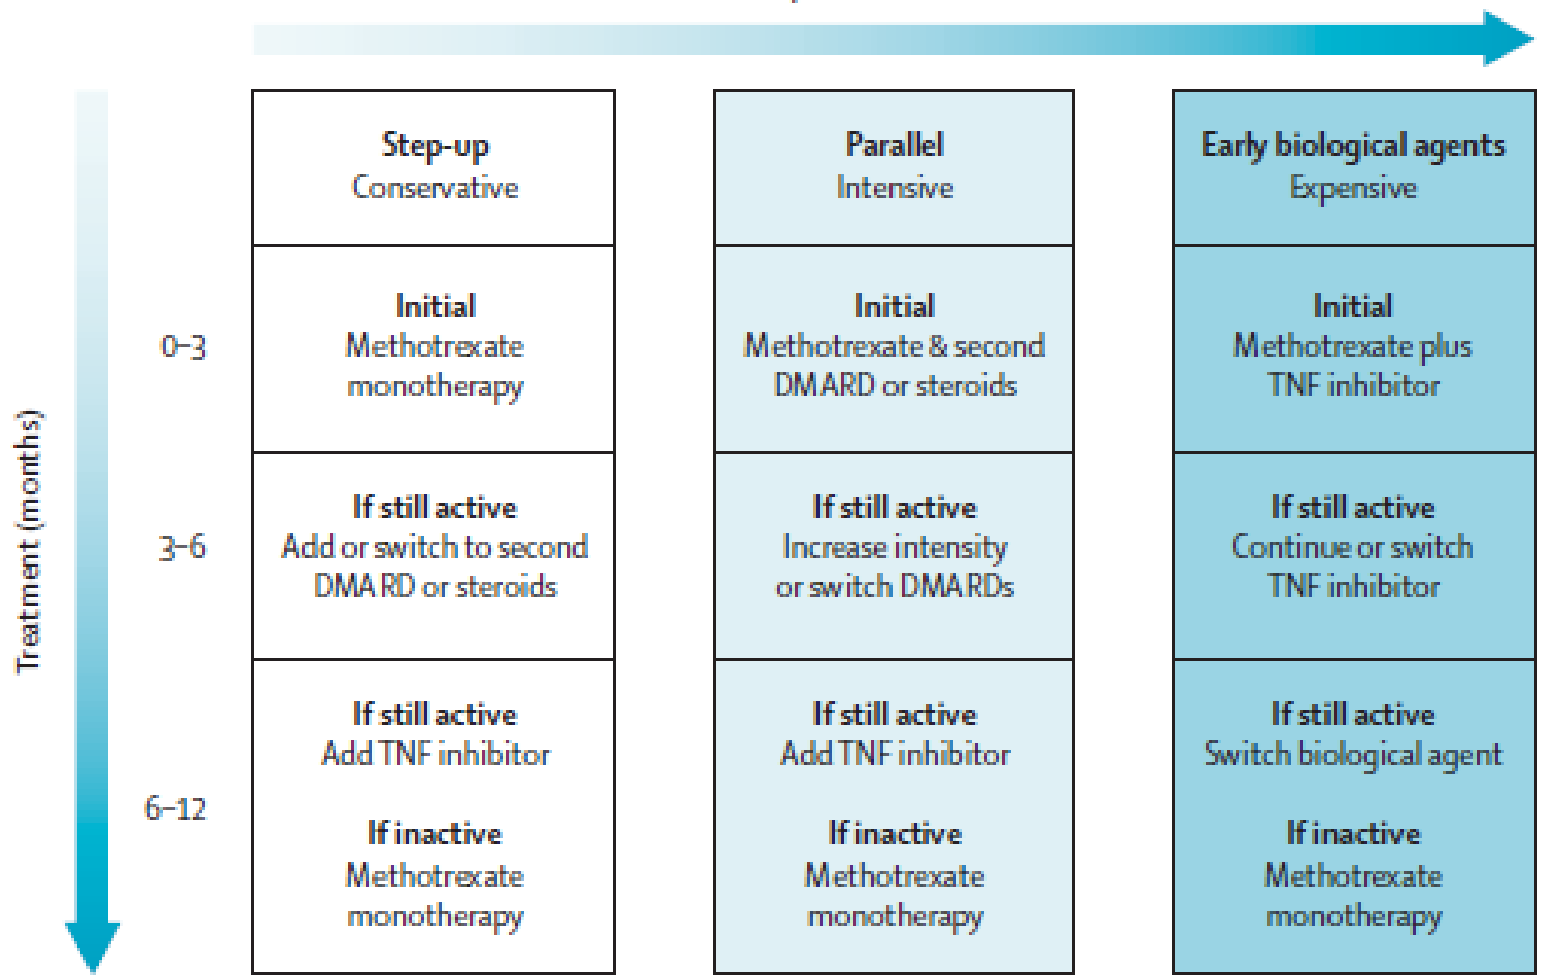 Step-up
Conservative
Parallel
Intensive
Early biological agents
Expensive
Treatment (months)
0–3
Initial
Methotrexate
monotherapy
Initial
Methotrexate & second
DMARD or steroids
Initial
Methotrexate plus
TNF inhibitor
3–6
If still active
Add or switch to second
DMARD or steroids
If still active
Increase intensity
or switch DMARDs
If still active
Continue or switch
TNF inhibitor
6–12
If still active
Add TNF inhibitor
If inactive
Methotrexate
monotherapy
If still active
Add TNF inhibitor
If inactive
Methotrexate
monotherapy
If still active
Switch biological agent
If inactive
Methotrexate
monotherapy